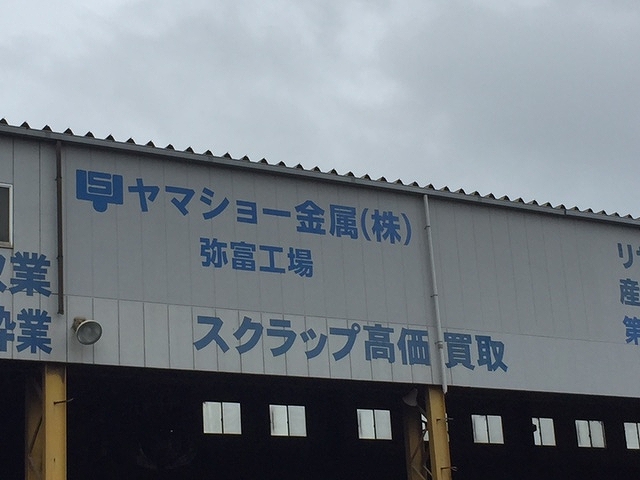 ヤマショー金属(株)
弥富工場
スクラップ高価買取
業
砕業
リ
産
第